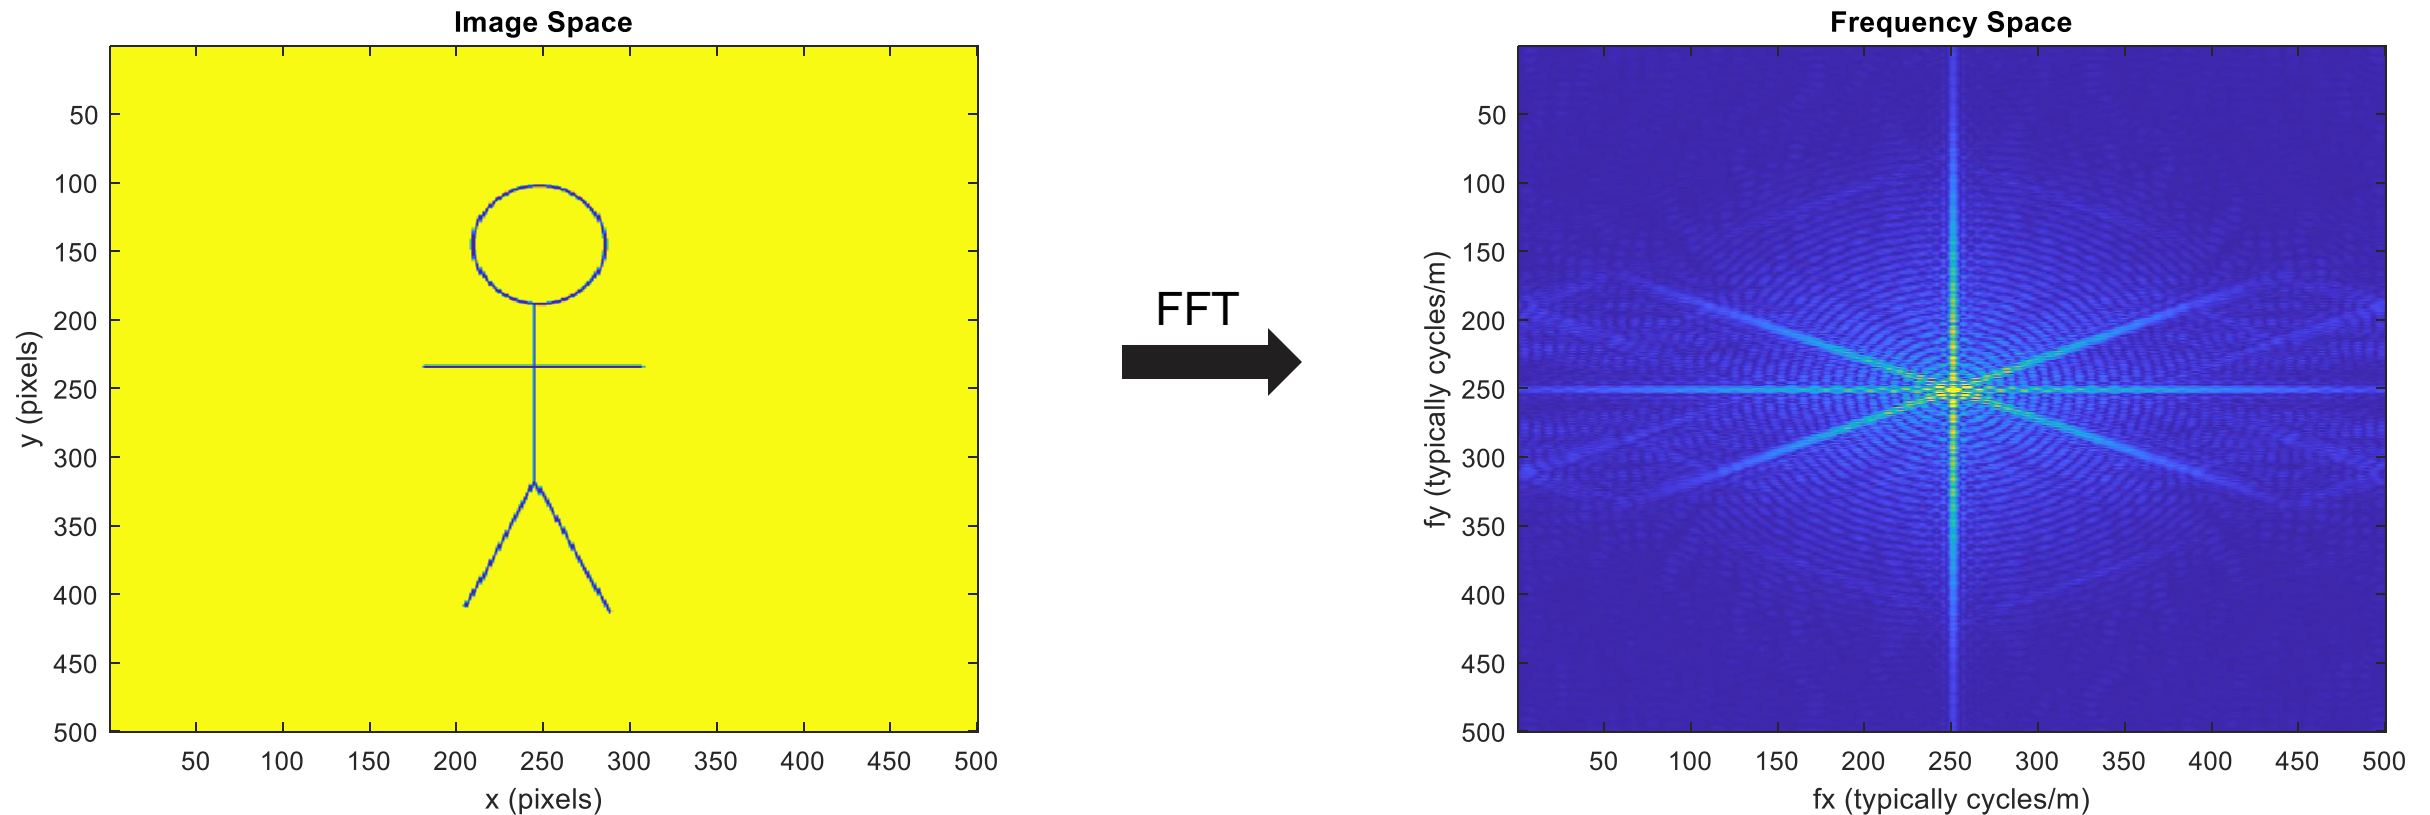 Image Space
50
100
150
200
250
300
350
400
450
500
y (pixels)
50 100 150 200 250 300 350 400 450 500
x (pixels)
FFT
Frequency Space
50
100
150
200
250
300
350
400
450
500
fy (typically cycles/m)
50 100 150 200 250 300 350 400 450 500
fx (typically cycles/m)